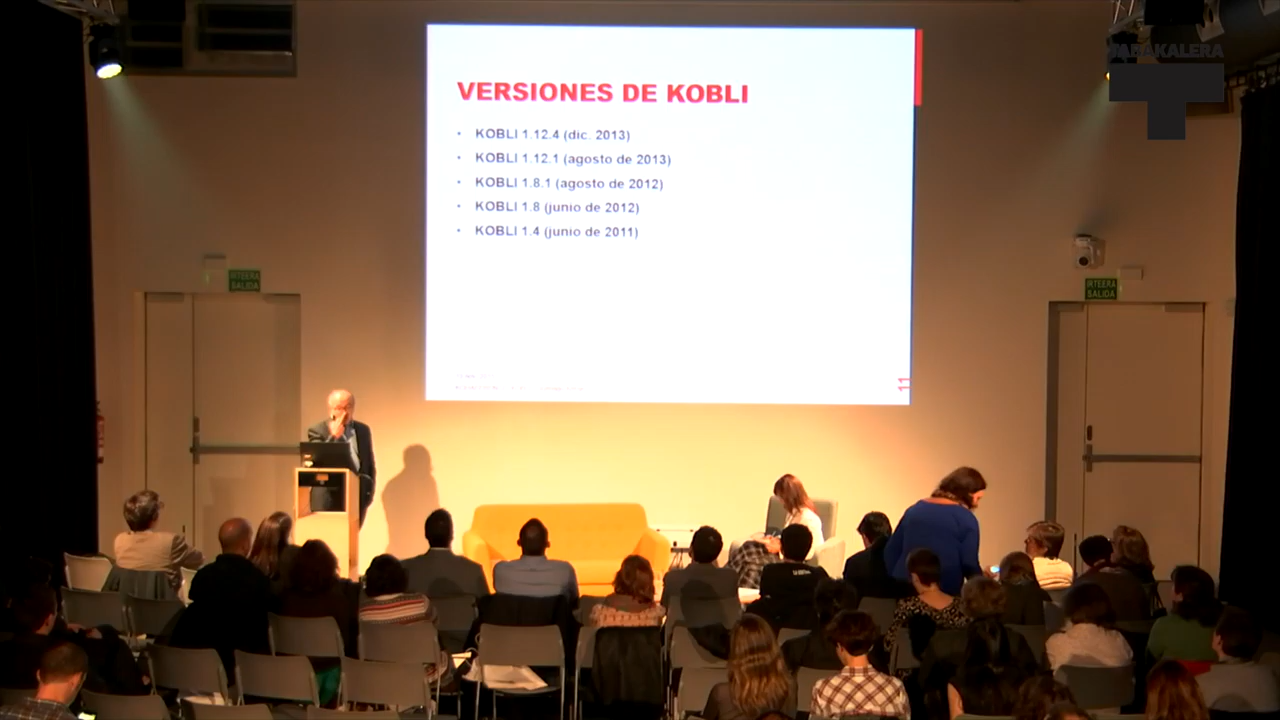 TABAKALERA
VERSIONES DE KOBLI
• KOBLI 1.12.4 (dic. 2013)
• KOBLI 1.12.1 (agosto de 2013)
• KOBLI 1.8.1 (agosto de 2012)
• KOBLI 1.8 (junio de 2012)
• KOBLI 1.4 (junio de 2011)
11
IRTEERA
SALIDA
IRTEERA
SALIDA